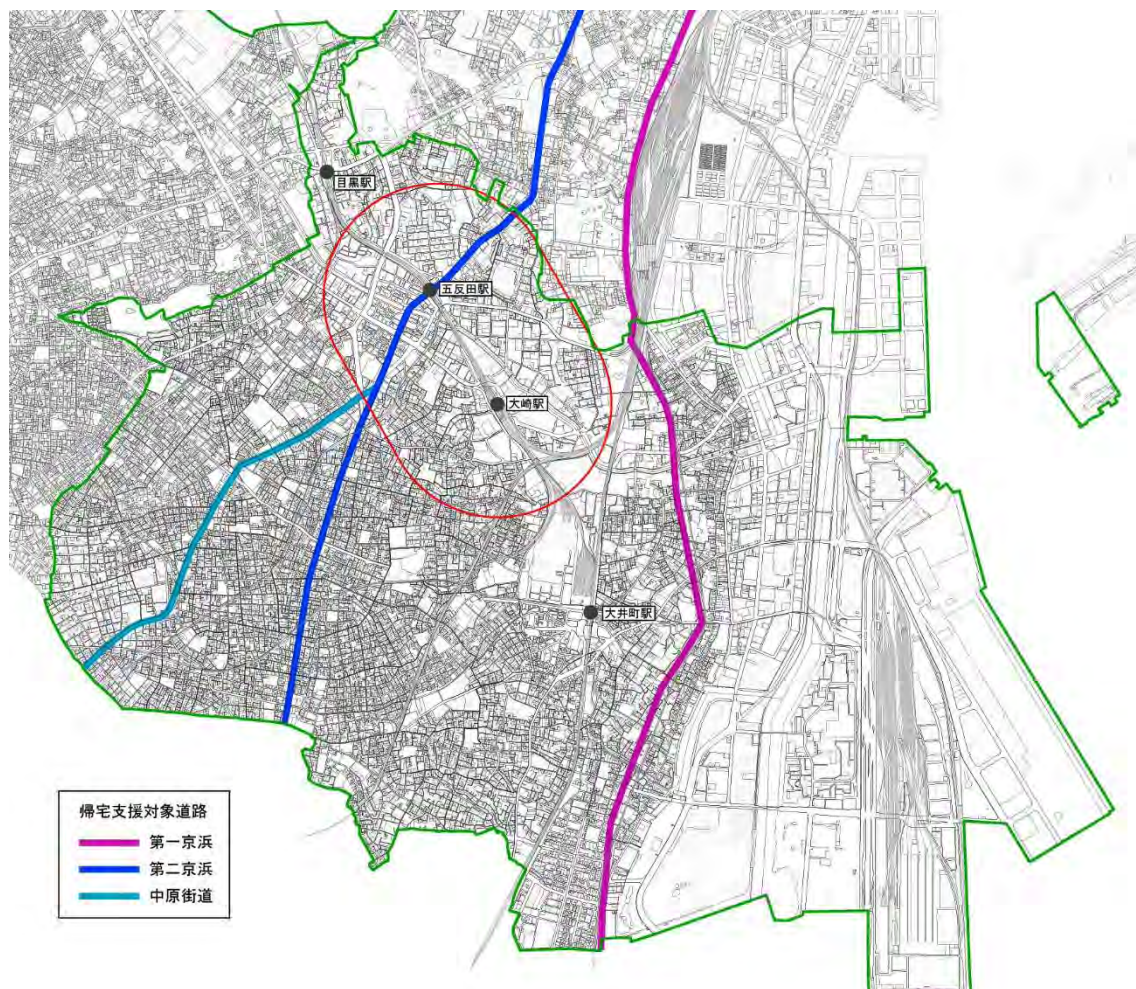 目黒駅
五反田駅
大崎駅
大井町駅
帰宅支援対象道路
第一京浜
第二京浜
中原街道